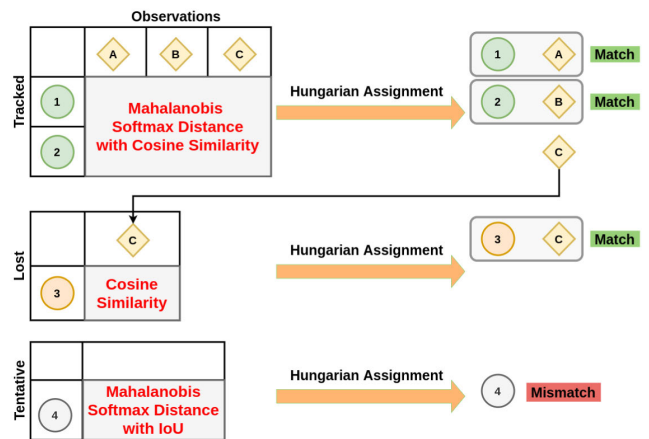 Observations
A B C
Tracked
1
2
Mahalanobis
Softmax Distance
with Cosine Similarity
Hungarian Assignment
1 A Match
2 B Match
C
Lost
C
3
Cosine
Similarity
Hungarian Assignment
3 C Match
Tentative
4
Mahalanobis
Softmax Distance
with IoU
Hungarian Assignment
4 Mismatch